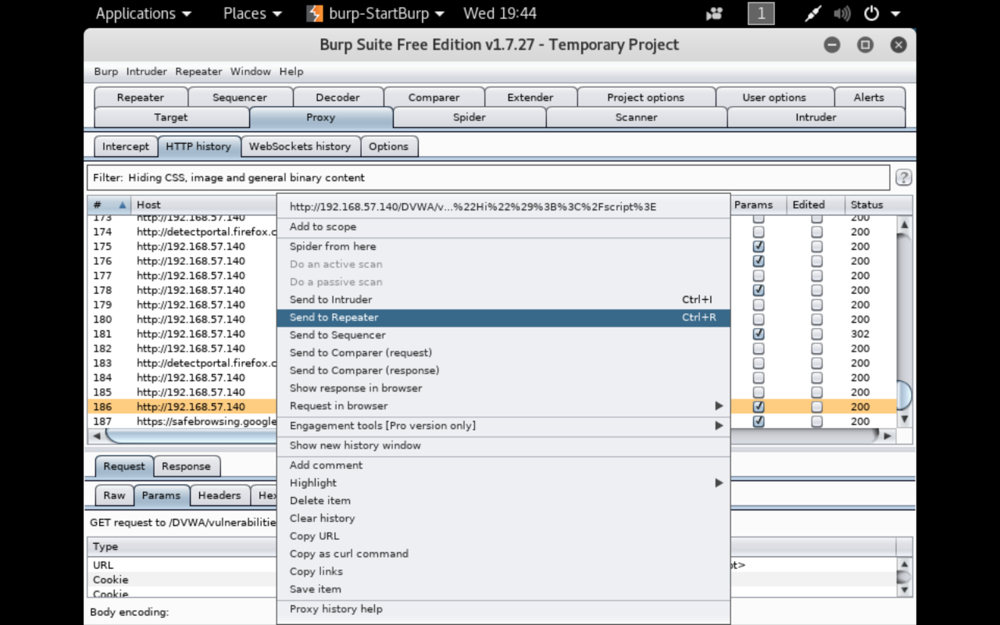 Applications Places burp-StartBurp Wed 19:44 1
Burp Suite Free Edition v1.7.27 - Temporary Project
Burp Intruder Repeater Window Help
Repeater Sequencer Decoder Comparer Extender Project options User options Alerts
Target Proxy Spider Scanner Intruder
Intercept HTTP history WebSockets history Options
Filter: Hiding CSS, image and general binary content ?
# Host Params Edited Status
173 http://192.168.57.140 200
174 http://detectportal.firefox.c 200
175 http://192.168.57.140 200
176 http://192.168.57.140 200
177 http://192.168.57.140 200
178 http://192.168.57.140 200
179 http://192.168.57.140 200
180 http://192.168.57.140 200
181 http://192.168.57.140 302
182 http://192.168.57.140 200
183 http://detectportal.firefox.c 200
184 http://192.168.57.140 200
185 http://192.168.57.140 200
186 http://192.168.57.140 200
187 https://safebrowsing.google 200
http://192.168.57.140/DVWA/v...%22Hi%22%29%3B%3C%2Fscript%3E
Add to scope
Spider from here
Do an active scan
Do a passive scan
Send to Intruder Ctrl+I
Send to Repeater Ctrl+R
Send to Sequencer
Send to Comparer (request)
Send to Comparer (response)
Show response in browser
Request in browser
Engagement tools [Pro version only]
Show new history window
Add comment
Highlight
Delete item
Clear history
Copy URL
Copy as curl command
Copy links
Save item
Proxy history help
Request Response
Raw Params Headers Hex
GET request to /DVWA/vulnerabilitie
Type
URL pt>
Cookie
Cookie
Body encoding: